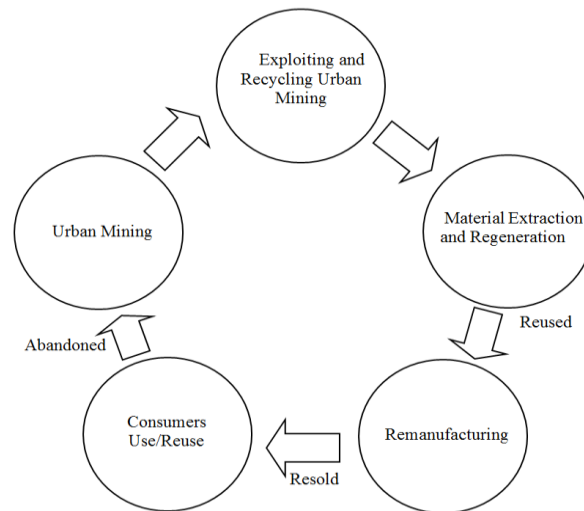 Exploiting and
Recycling Urban
Mining
Urban Mining
Material Extraction
and Regeneration
Reused
Abandoned
Consumers
Use/Reuse
Remanufacturing
Resold